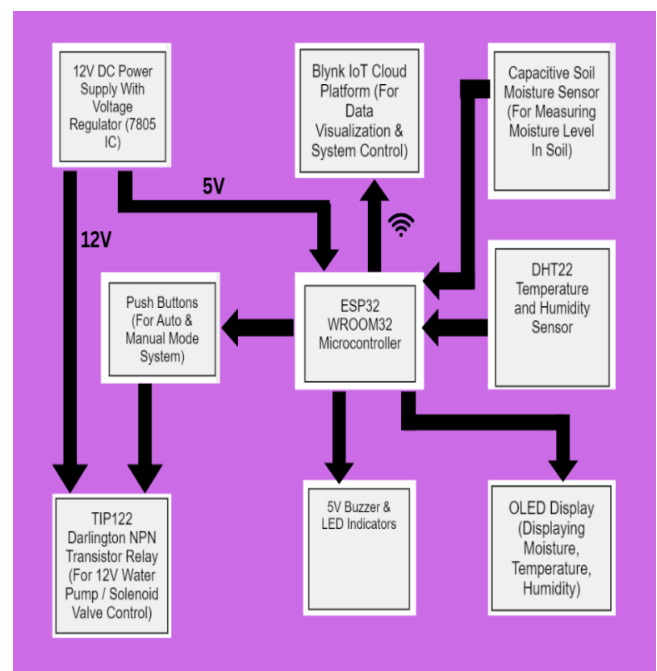 12V DC Power
Supply With
Voltage
Regulator (7805
IC)
Blynk IoT Cloud
Platform (For
Data
Visualization &
System Control)
Capacitive Soil
Moisture Sensor
(For Measuring
Moisture Level
In Soil)
5V
12V
Push Buttons
(For Auto &
Manual Mode
System)
ESP32
WROOM32
Microcontroller
DHT22
Temperature
and Humidity
Sensor
TIP122
Darlington NPN
Transistor Relay
(For 12V Water
Pump / Solenoid
Valve Control)
5V Buzzer &
LED Indicators
OLED Display
(Displaying
Moisture,
Temperature,
Humidity)